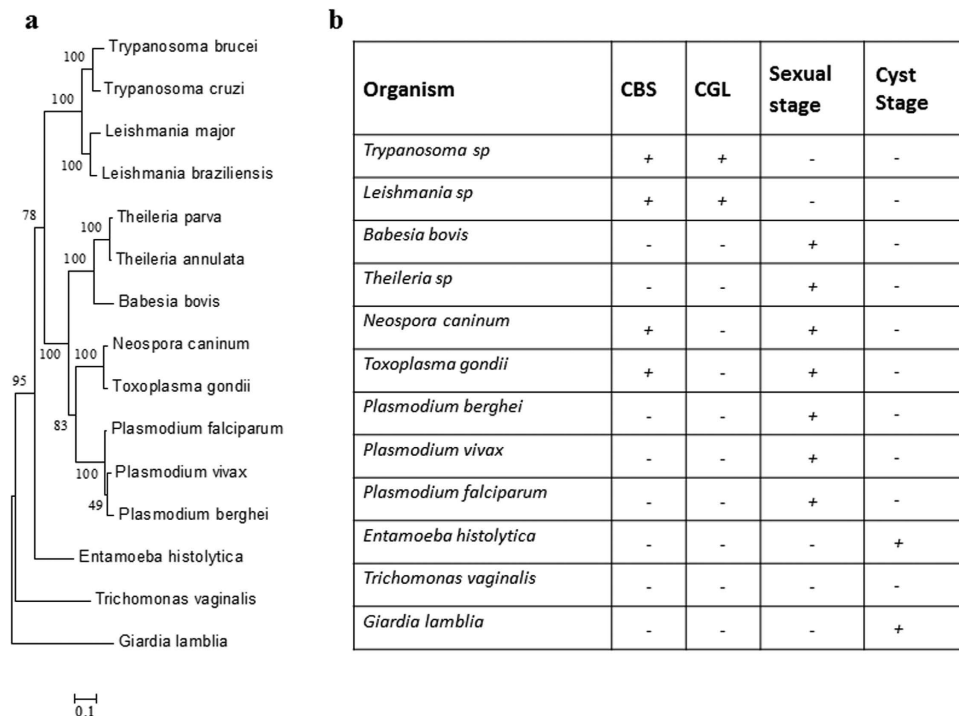 a
100
Trypanosoma brucei
Trypanosoma cruzi
100
Leishmania major
100
Leishmania braziliensis
78
Theileria parva
100
100
Theileria annulata
Babesia bovis
Neospora caninum
100
100
Toxoplasma gondii
95
83
Plasmodium falciparum
100
Plasmodium vivax
49
Plasmodium berghei
Entamoeba histolytica
Trichomonas vaginalis
Giardia lamblia
0.1
b
Organism CBS CGL Sexual stage Cyst Stage
Trypanosoma sp + + - -
Leishmania sp + + - -
Babesia bovis - - + -
Theileria sp - - + -
Neospora caninum + - + -
Toxoplasma gondii + - + -
Plasmodium berghei - - + -
Plasmodium vivax - - + -
Plasmodium falciparum - - + -
Entamoeba histolytica - - - +
Trichomonas vaginalis - - - -
Giardia lamblia - - - +